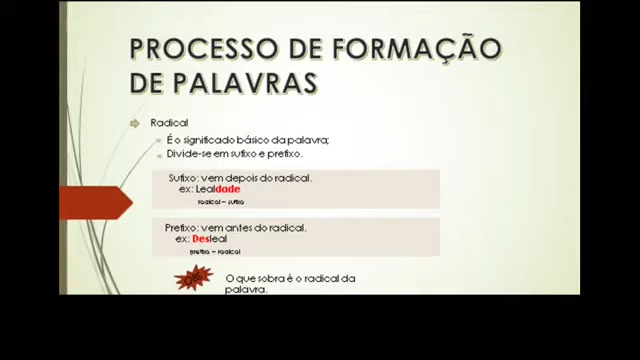 PROCESSO DE FORMAÇÃO
DE PALAVRAS
Radical
É o significado básico da palavra;
Divide-se em sufixo e prefixo.
Sufixo: vem depois do radical.
ex: Lealdade
radical – sufixo
Prefixo: vem antes do radical.
ex: Desleal
prefixo – radical
OBS
O que sobra é o radical da
palavra.